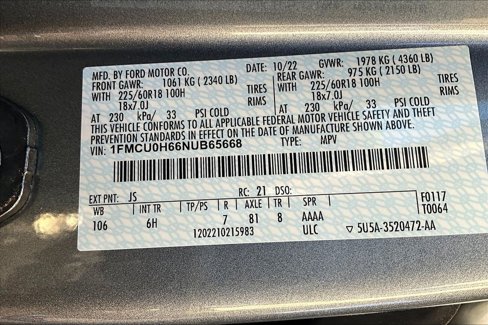 MFD. BY FORD MOTOR CO. 10/22 GVWR: 1978 KG ( 4360 LB)
FRONT GAWR: 1061 KG ( 2340 LB) REAR GAWR: 975 KG ( 2150 LB)
WITH 225/60R18 100H TIRES WITH 225/60R18 100H TIRES
18x7.0J RIMS 18x7.0J RIMS
AT 230 kPa/ 33 PSI COLD AT 230 kPa/ 33 PSI COLD
THIS VEHICLE CONFORMS TO ALL APPLICABLE FEDERAL MOTOR VEHICLE SAFETY AND THEFT
PREVENTION STANDARDS IN EFFECT ON THE DATE OF MANUFACTURE SHOWN ABOVE.
VIN: 1FMCU0H66NUB65668 TYPE: MPV
EXT PNT: JS RC: 21 DSO: F0117
WB INT TR TP/PS R AXLE TR SPR T0064
106 6H 7 81 8 AAAA
1202210215983 ULC ▽ 5U5A-3520472-AA